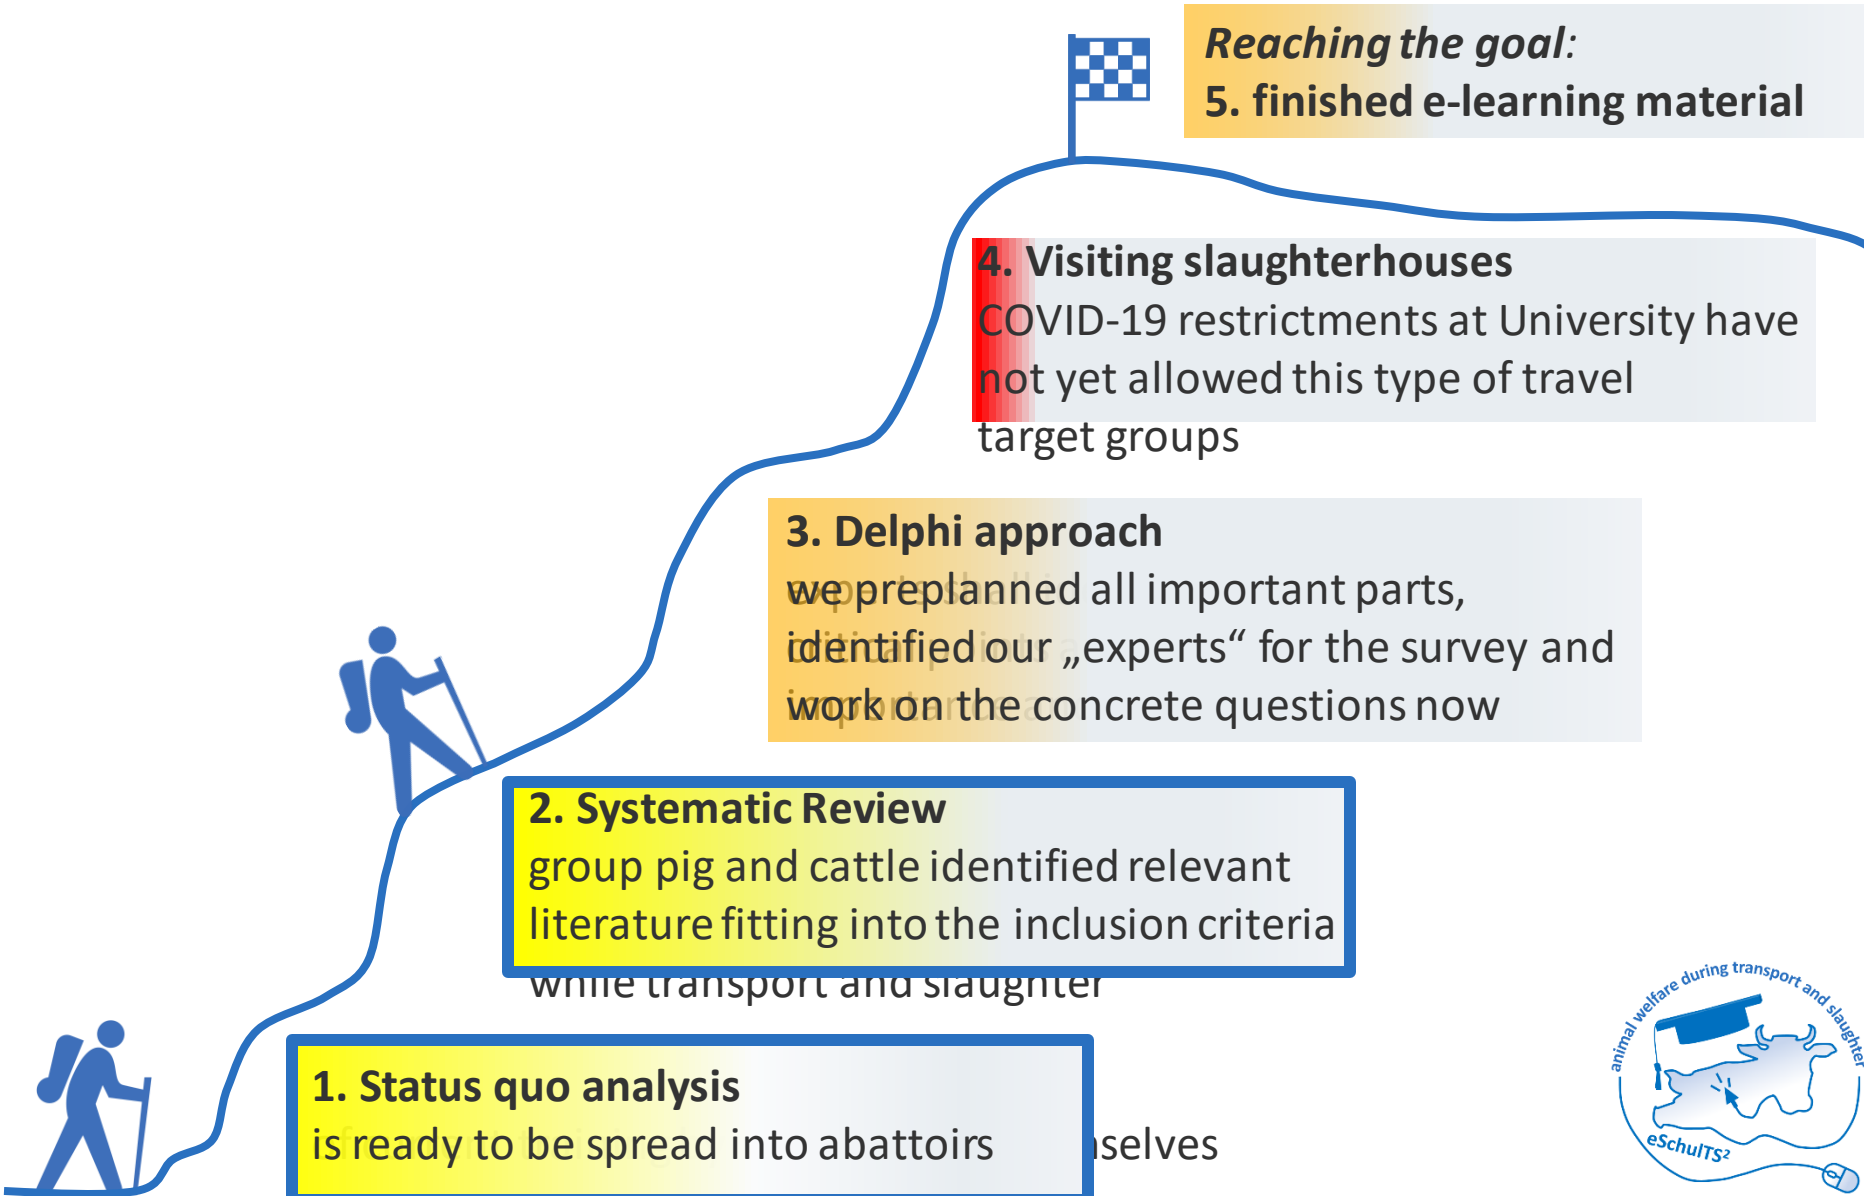 Reaching the goal:
5. finished e-learning material
4. Visiting slaughterhouses
COVID-19 restrictments at University have
not yet allowed this type of travel
target groups
3. Delphi approach
we preplanned all important parts,
identified our „experts“ for the survey and
work on the concrete questions now
2. Systematic Review
group pig and cattle identified relevant
literature fitting into the inclusion criteria
while transport and slaughter
1. Status quo analysis
is ready to be spread into abattoirs
selves
animal welfare during transport and slaughter
eSchulTS²